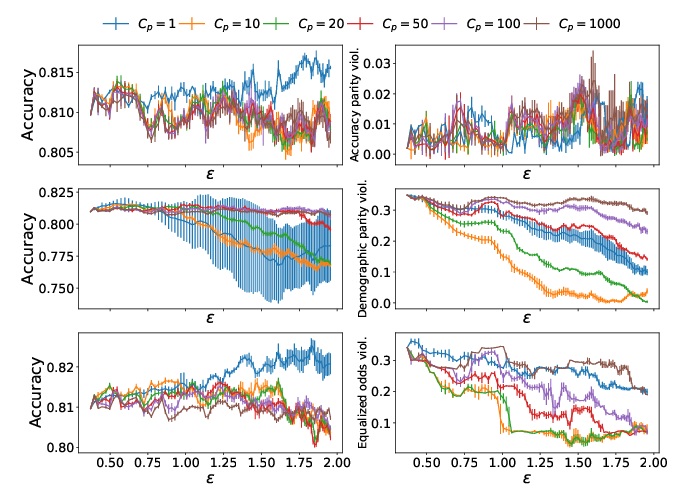 C_p = 1 C_p = 10 C_p = 20 C_p = 50 C_p = 100 C_p = 1000
0.815
0.810
0.805
Accuracy
ε
0.03
0.02
0.01
0.00
Accuracy parity viol.
ε
0.825
0.800
0.775
0.750
Accuracy
ε
0.3
0.2
0.1
0.0
Demographic parity viol.
ε
0.82
0.81
0.80
Accuracy
0.50 0.75 1.00 1.25 1.50 1.75 2.00
ε
0.3
0.2
0.1
Equalized odds viol.
0.50 0.75 1.00 1.25 1.50 1.75 2.00
ε